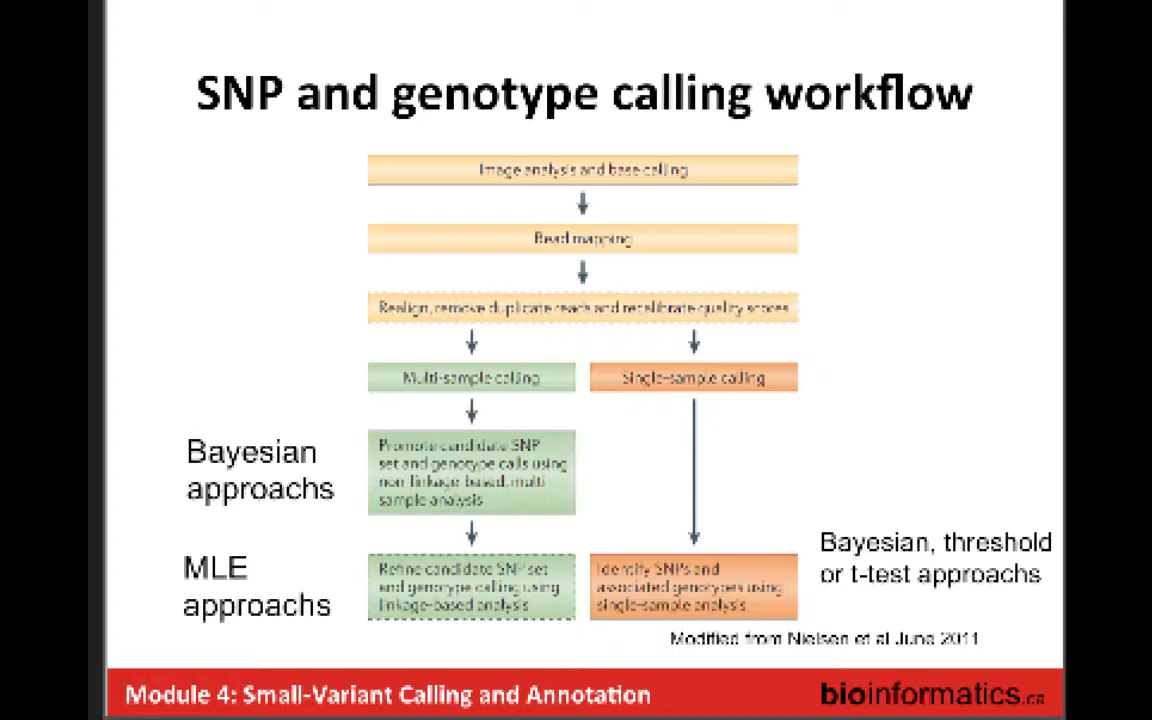 SNP and genotype calling workflow
Image analysis and base calling
Read mapping
Realign, remove duplicate reads and recalibrate quality scores
Multi-sample calling
Single-sample calling
Bayesian
approachs
Promote candidate SNP
set and genotype calls using
non-linkage-based, multi
sample analysis
MLE
approachs
Refine candidate SNP set
and genotype calling using
linkage-based analysis
Identify SNPs and
associated genotypes using
single-sample analysis
Bayesian, threshold
or t-test approachs
Modified from Nielsen et al June 2011
Module 4: Small-Variant Calling and Annotation
bioinformatics.ca